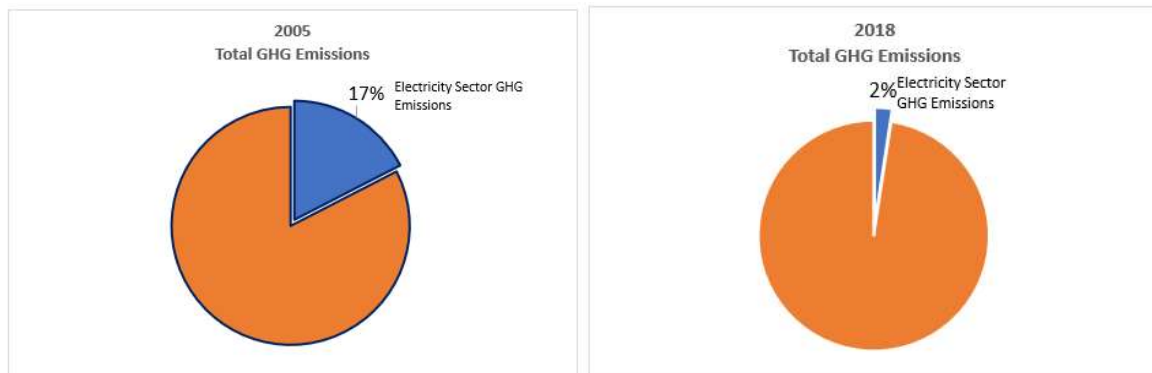 2005
Total GHG Emissions
17%
Electricity Sector GHG
Emissions
2018
Total GHG Emissions
2%
Electricity Sector
GHG Emissions